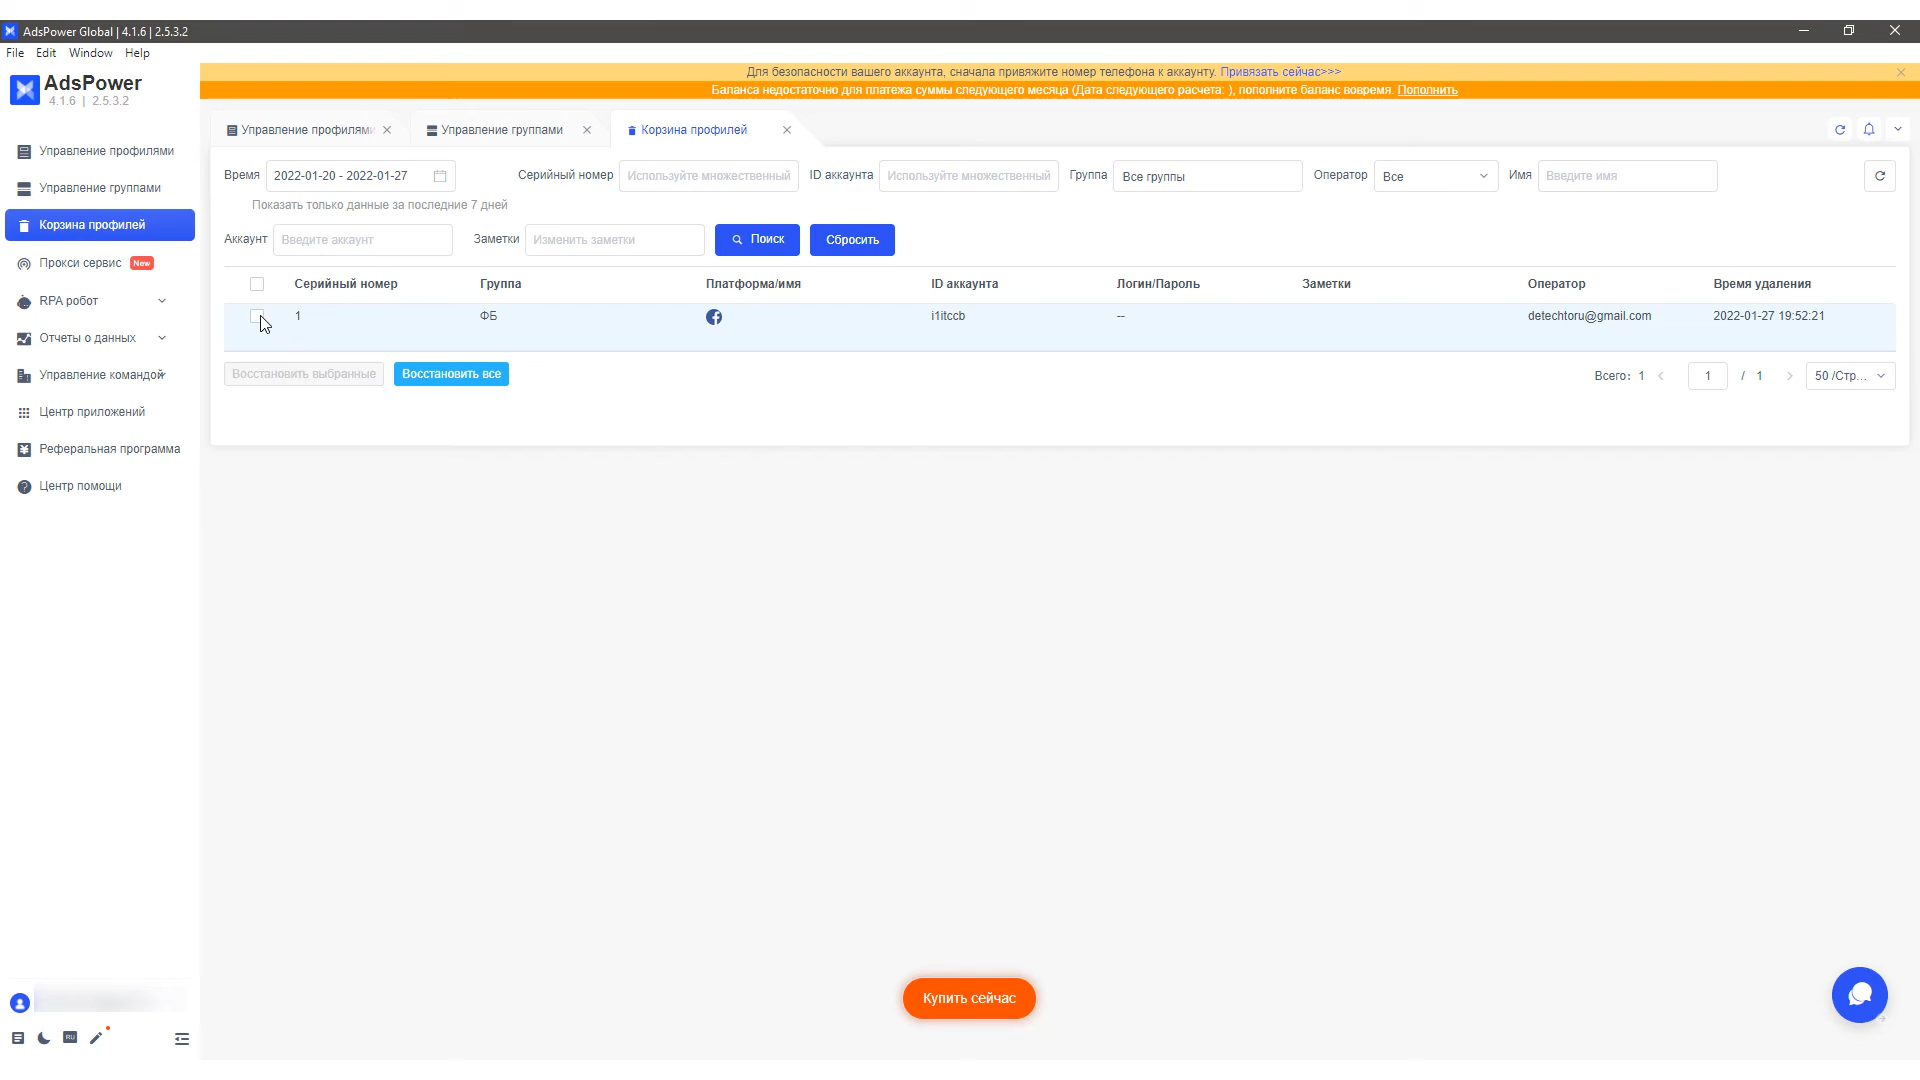 AdsPower Global | 4.1.6 | 2.5.3.2
File Edit Window Help
AdsPower
4.1.6 | 2.5.3.2
Для безопасности вашего аккаунта, сначала привяжите номер телефона к аккаунту. Привязать сейчас>>>
Баланса недостаточно для платежа суммы следующего месяца (Дата следующего расчета: ), пополните баланс вовремя. Пополнить
Управление профилями
Управление группами
Корзина профилей
Прокси сервис New
RPA робот
Отчеты о данных
Управление командой
Центр приложений
Реферальная программа
Центр помощи
RU
Управление профилями Управление группами Корзина профилей
Время 2022-01-20 - 2022-01-27 Серийный номер Используйте множественный ID аккаунта Используйте множественный Группа Все группы Оператор Все Имя Введите имя
Показать только данные за последние 7 дней
Аккаунт Введите аккаунт Заметки Изменить заметки Поиск Сбросить
Серийный номер Группа Платформа/имя ID аккаунта Логин/Пароль Заметки Оператор Время удаления
1 ФБ i1itccb -- detechtoru@gmail.com 2022-01-27 19:52:21
Восстановить выбранные Восстановить все Всего: 1 1 / 1 50 /Стр...
Купить сейчас